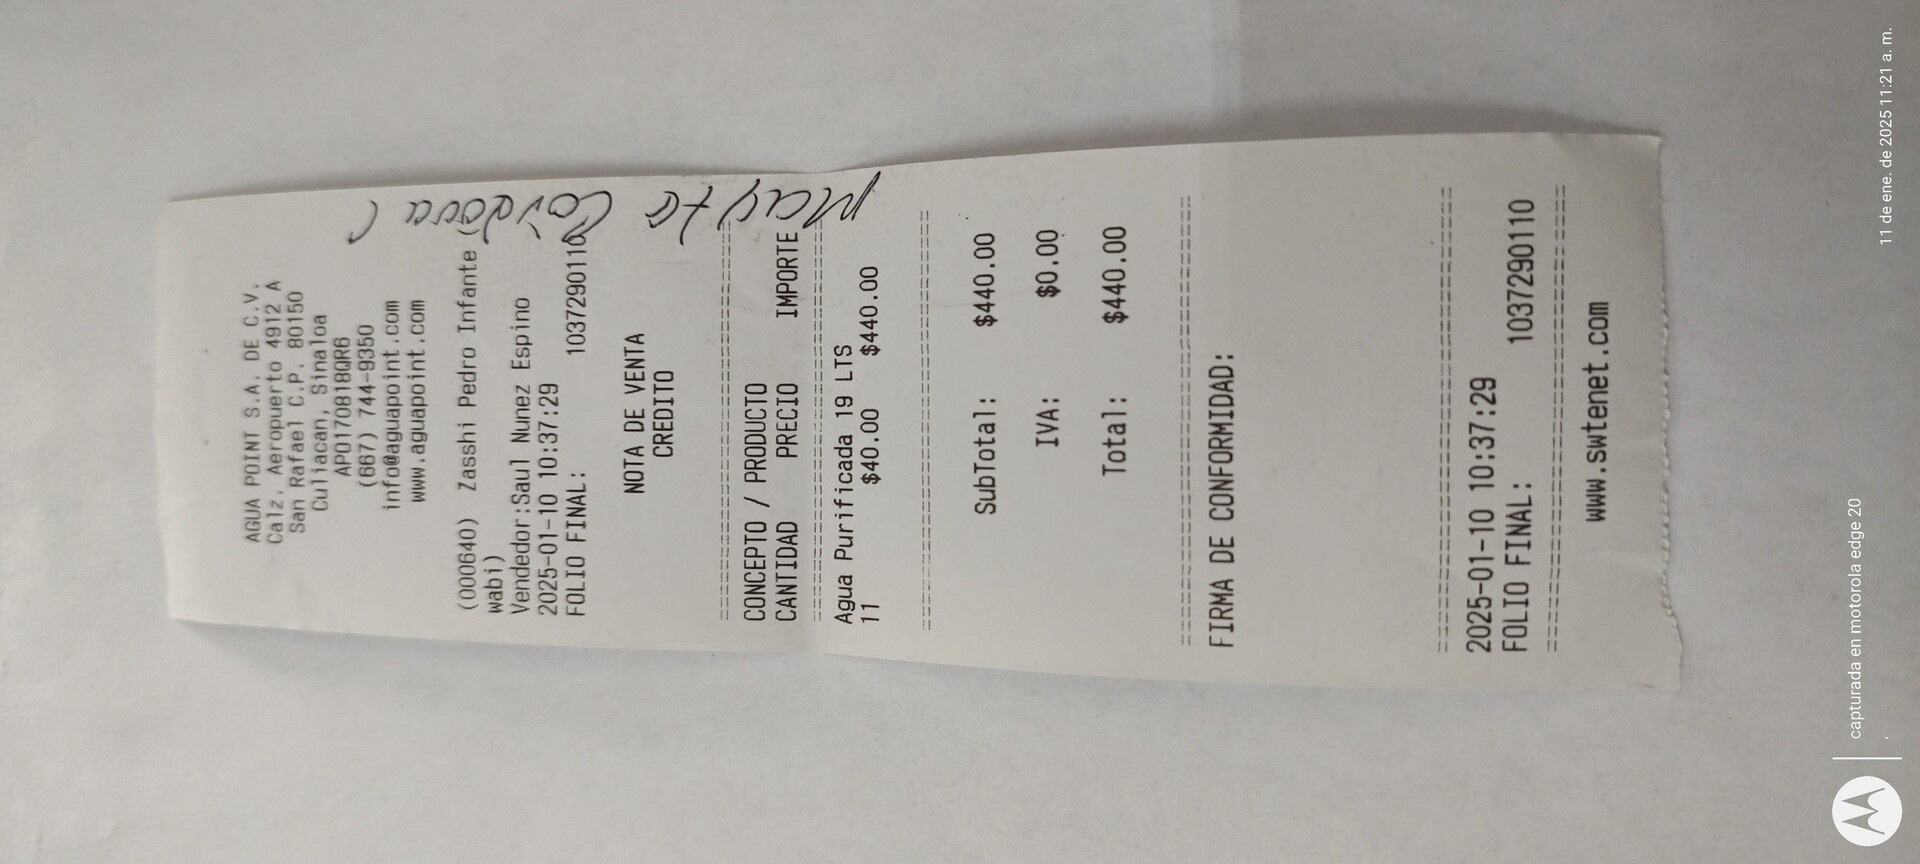 AGUA POINT S.A. DE C.V.
Calz. Aeropuerto 4912 A
San Rafael C.P. 80150
Culiacan, Sinaloa
APO170818QR6
(667) 744-9350
info@aguapoint.com
www.aguapoint.com
(000640) Zasshi Pedro Infante
wabi)
Vendedor:Saul Nunez Espino
2025-01-10 10:37:29
FOLIO FINAL: 1037290110
NOTA DE VENTA
CREDITO
CONCEPTO / PRODUCTO
CANTIDAD PRECIO IMPORTE
Agua Purificada 19 LTS
11 $40.00 $440.00
SubTotal: $440.00
IVA: $0.00
Total: $440.00
FIRMA DE CONFORMIDAD:
2025-01-10 10:37:29
FOLIO FINAL: 1037290110
www.swtenet.com
Mayte Cordova
capturada en motorola edge 20
11 de ene. de 2025 11:21 a. m.